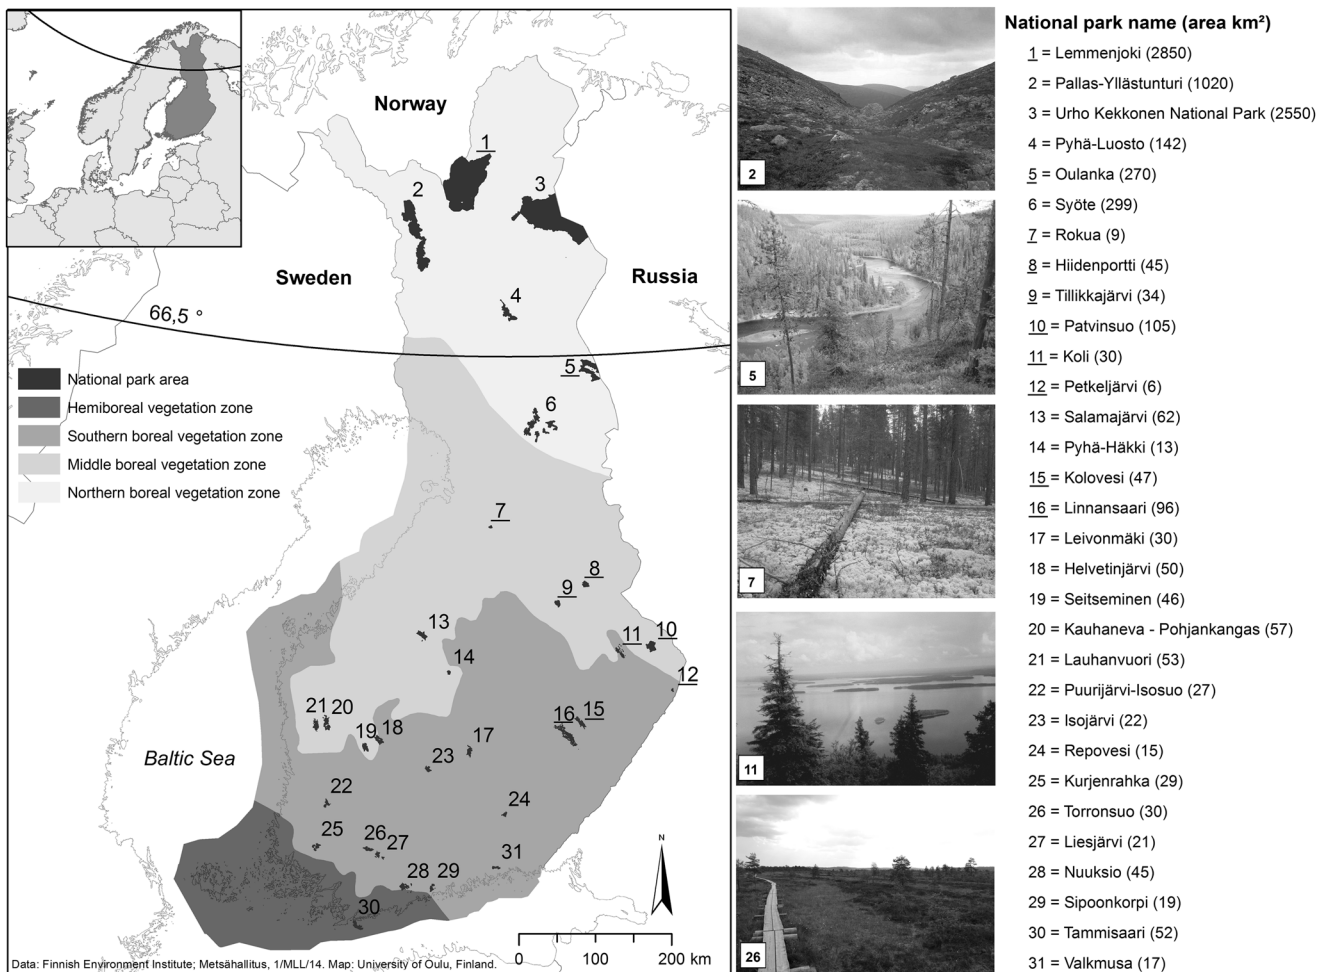 Norway
Sweden
Russia
66,5 °
Baltic Sea
1
2
3
4
5
6
7
8
9
10
11
12
13
14
15
16
17
18
19
20
21
22
23
24
25
26
27
28
29
30
31
National park area
Hemiboreal vegetation zone
Southern boreal vegetation zone
Middle boreal vegetation zone
Northern boreal vegetation zone
N
0 100 200 km
Data: Finnish Environment Institute; Metsähallitus, 1/MLL/14. Map: University of Oulu, Finland.
2
5
7
11
26
National park name (area km²)
1 = Lemmenjoki (2850)
2 = Pallas-Yllästunturi (1020)
3 = Urho Kekkonen National Park (2550)
4 = Pyhä-Luosto (142)
5 = Oulanka (270)
6 = Syöte (299)
7 = Rokua (9)
8 = Hiidenportti (45)
9 = Tillikkajärvi (34)
10 = Patvinsuo (105)
11 = Koli (30)
12 = Petkeljärvi (6)
13 = Salamajärvi (62)
14 = Pyhä-Häkki (13)
15 = Kolovesi (47)
16 = Linnansaari (96)
17 = Leivonmäki (30)
18 = Helvetinjärvi (50)
19 = Seitseminen (46)
20 = Kauhaneva - Pohjankangas (57)
21 = Lauhanvuori (53)
22 = Puurijärvi-Isosuo (27)
23 = Isojärvi (22)
24 = Repovesi (15)
25 = Kurjenrahka (29)
26 = Torronsuo (30)
27 = Liesjärvi (21)
28 = Nuuksio (45)
29 = Sipoonkorpi (19)
30 = Tammisaari (52)
31 = Valkmusa (17)